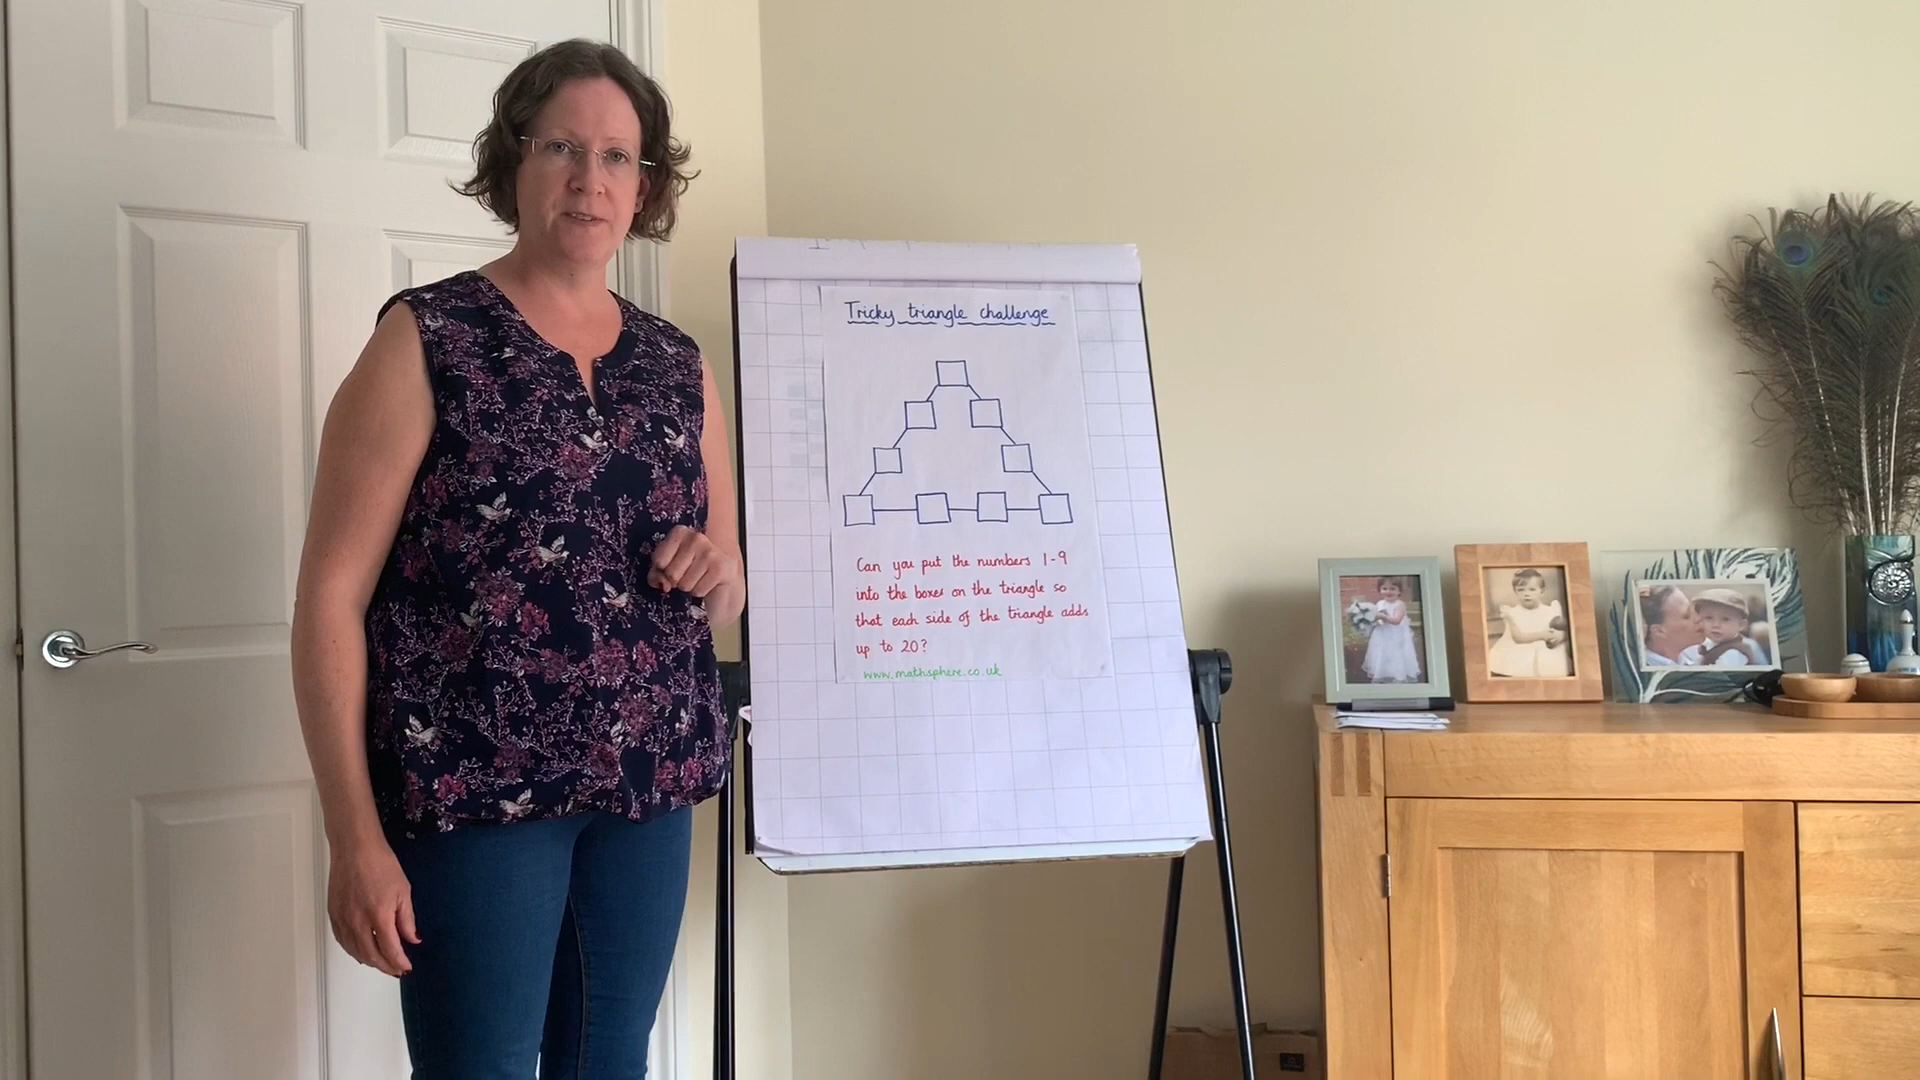 Tricky triangle challenge
Can you put the numbers 1-9
into the boxes on the triangle so
that each side of the triangle adds
up to 20?
www.mathsphere.co.uk